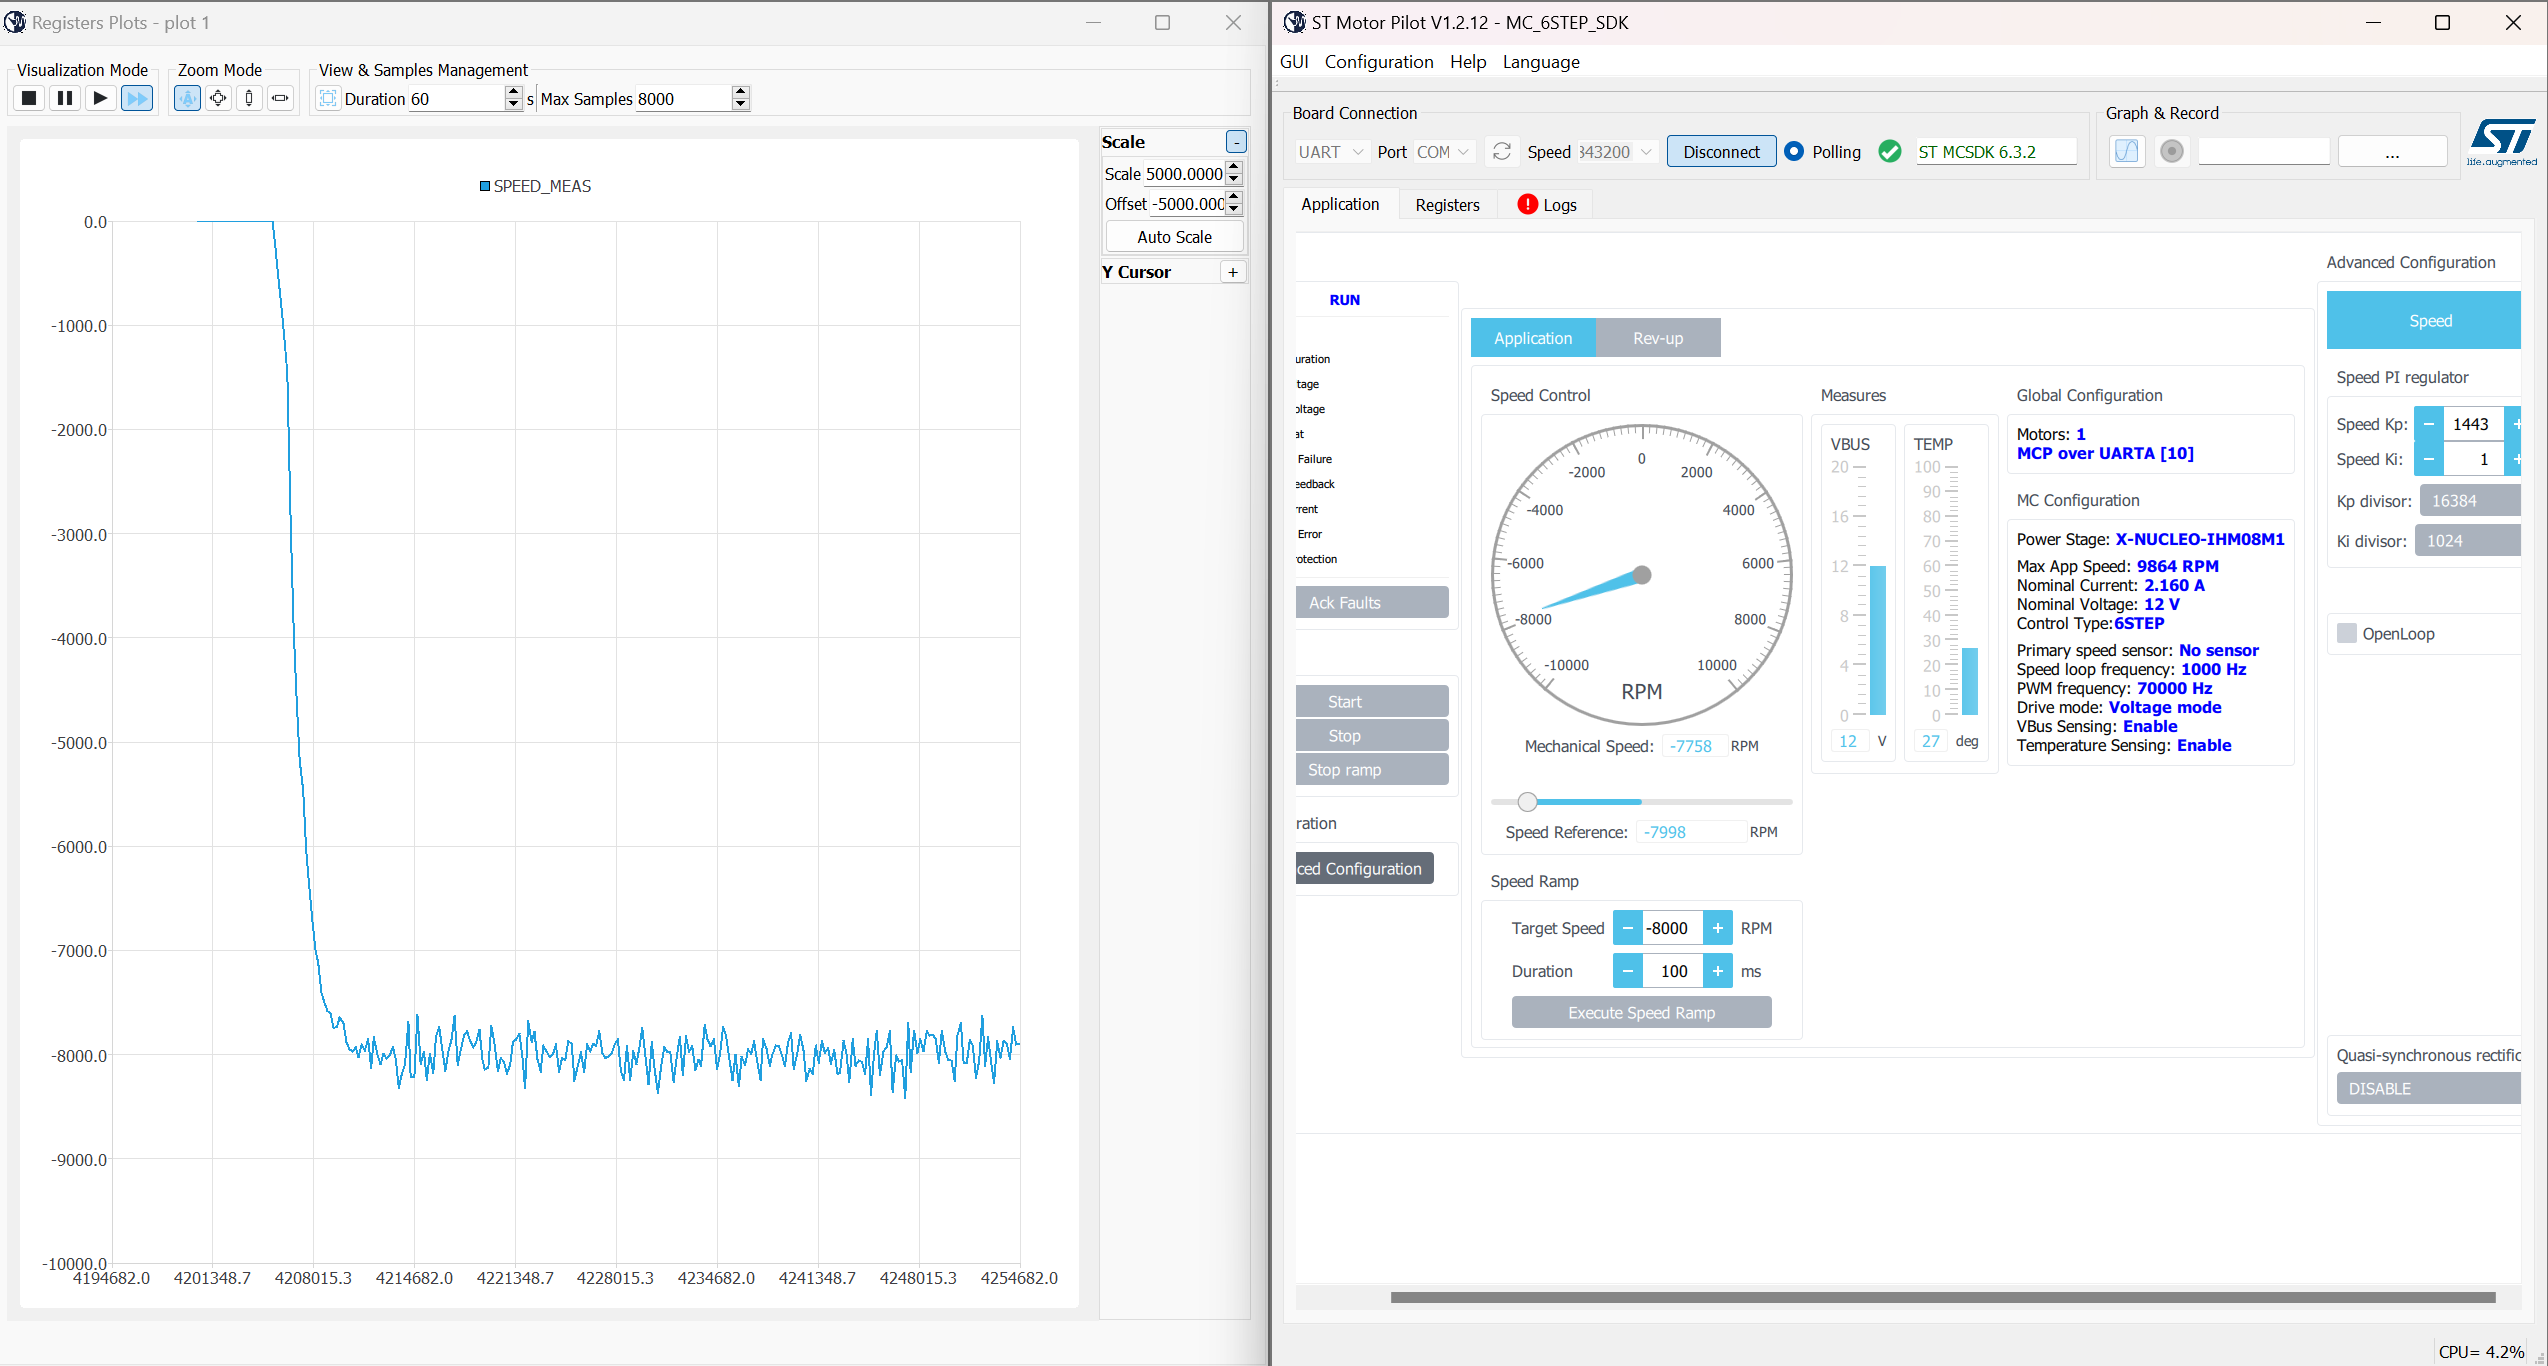 Registers Plots - plot 1
Visualization Mode
Zoom Mode
View & Samples Management
Duration 60 s
Max Samples 8000
Scale
-
Scale 5000.0000
Offset -5000.000
Auto Scale
Y Cursor
+
SPEED_MEAS
0.0
-1000.0
-2000.0
-3000.0
-4000.0
-5000.0
-6000.0
-7000.0
-8000.0
-9000.0
-10000.0
4194682.0 4201348.7 4208015.3 4214682.0 4221348.7 4228015.3 4234682.0 4241348.7 4248015.3 4254682.0
ST Motor Pilot V1.2.12 - MC_6STEP_SDK
GUI Configuration Help Language
Board Connection
UART Port COM Speed 343200 Disconnect Polling ST MCSDK 6.3.2
Graph & Record
...
ST
life.augmented
Application Registers Logs
RUN
uration
tage
oltage
at
Failure
eedback
rrent
Error
rotection
Ack Faults
Start
Stop
Stop ramp
ration
ced Configuration
Application Rev-up
Speed Control
0
-2000 2000
-4000 4000
-6000 6000
-8000 8000
-10000 10000
RPM
Mechanical Speed: -7758 RPM
Speed Reference: -7998 RPM
Speed Ramp
Target Speed - -8000 + RPM
Duration - 100 + ms
Execute Speed Ramp
Measures
VBUS
20
16
12
8
4
0
12 V
TEMP
100
90
80
70
60
50
40
30
20
10
0
27 deg
Global Configuration
Motors: 1
MCP over UARTA [10]
MC Configuration
Power Stage: X-NUCLEO-IHM08M1
Max App Speed: 9864 RPM
Nominal Current: 2.160 A
Nominal Voltage: 12 V
Control Type:6STEP
Primary speed sensor: No sensor
Speed loop frequency: 1000 Hz
PWM frequency: 70000 Hz
Drive mode: Voltage mode
VBus Sensing: Enable
Temperature Sensing: Enable
Advanced Configuration
Speed
Speed PI regulator
Speed Kp: - 1443 +
Speed Ki: - 1 +
Kp divisor: 16384
Ki divisor: 1024
OpenLoop
Quasi-synchronous rectific
DISABLE
CPU= 4.2%